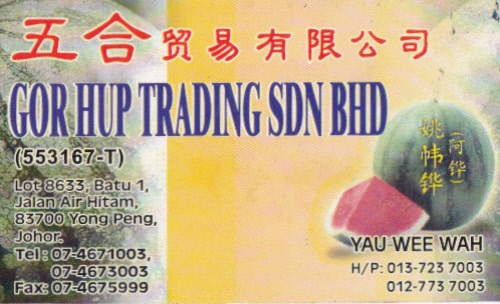 五合贸易有限公司
GOR HUP TRADING SDN BHD
(553167-T)
Lot 8633, Batu 1,
Jalan Air Hitam,
83700 Yong Peng,
Johor.
Tel : 07-4671003,
07-4673003
Fax: 07-4675999
姚帏铧
(阿铧)
YAU WEE WAH
H/P: 013-723 7003
012-773 7003